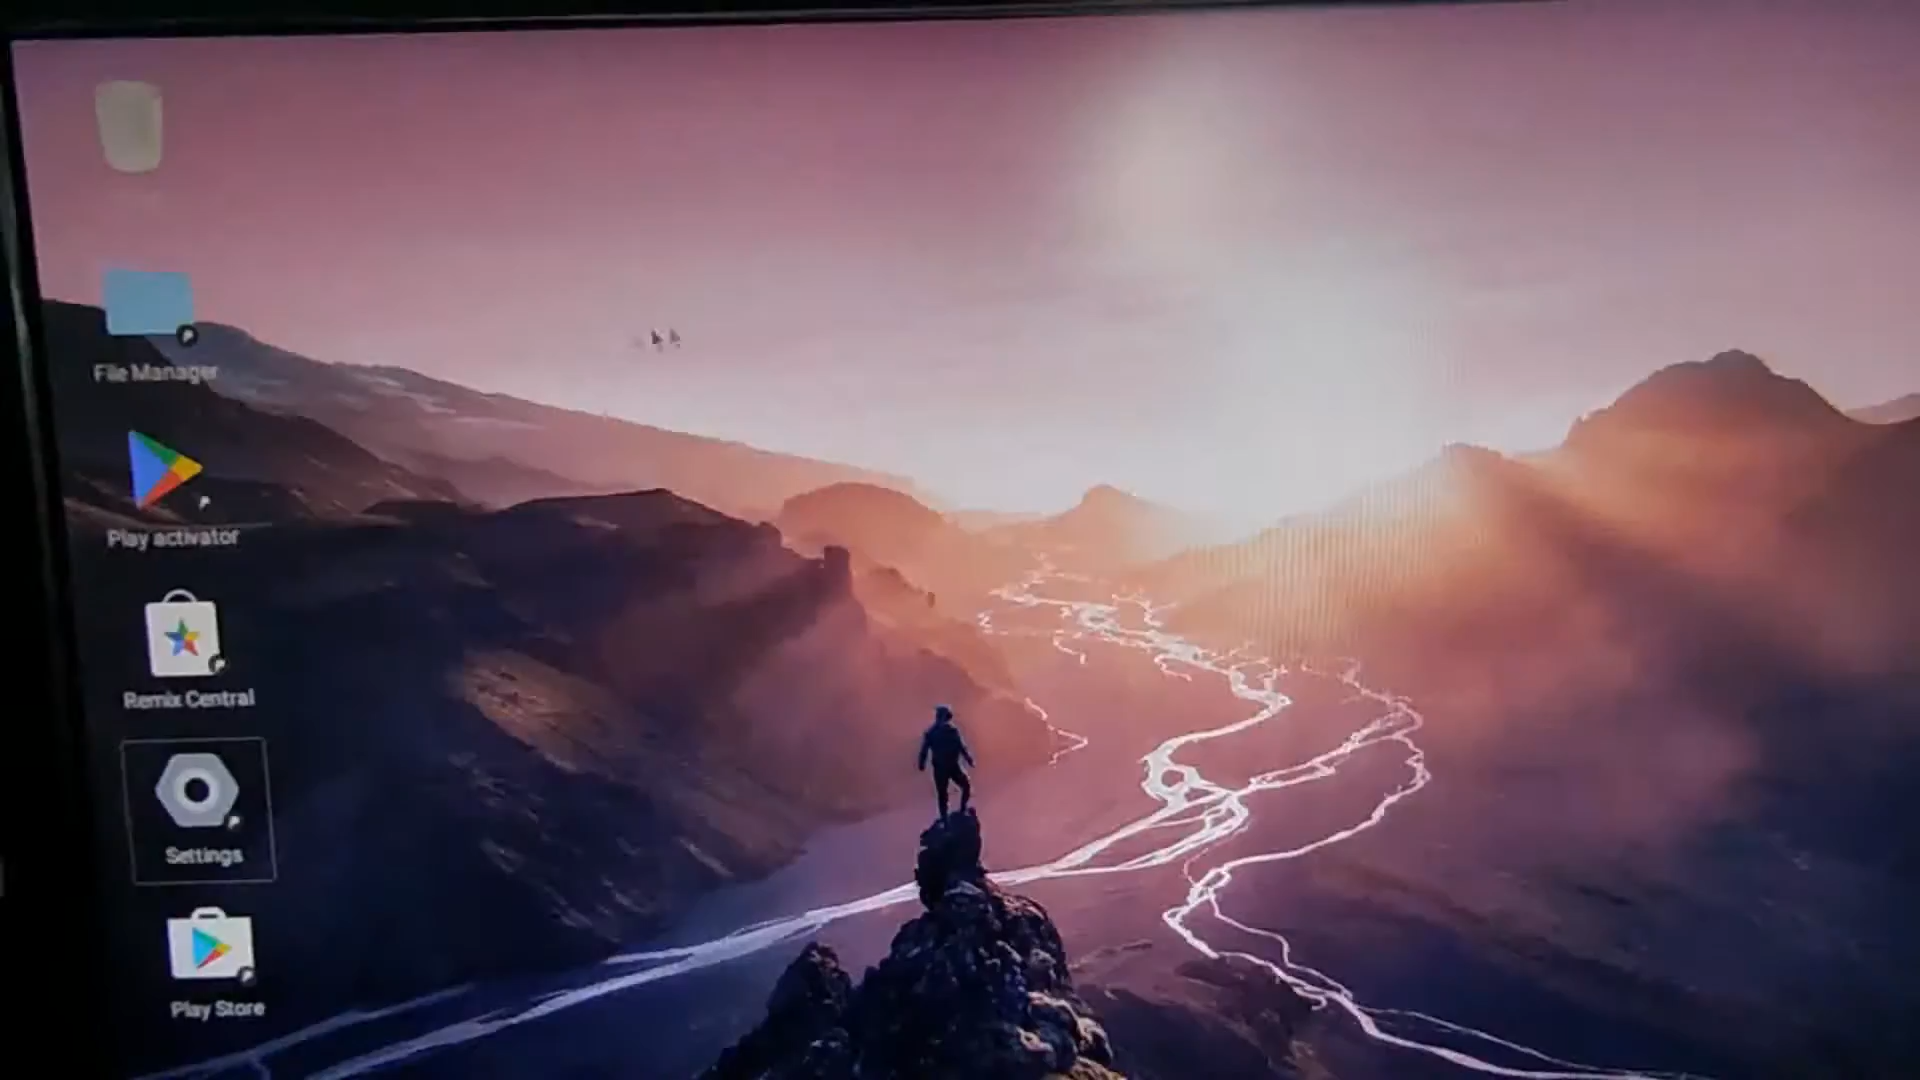 File Manager
Play activator
Remix Central
Settings
Play Store